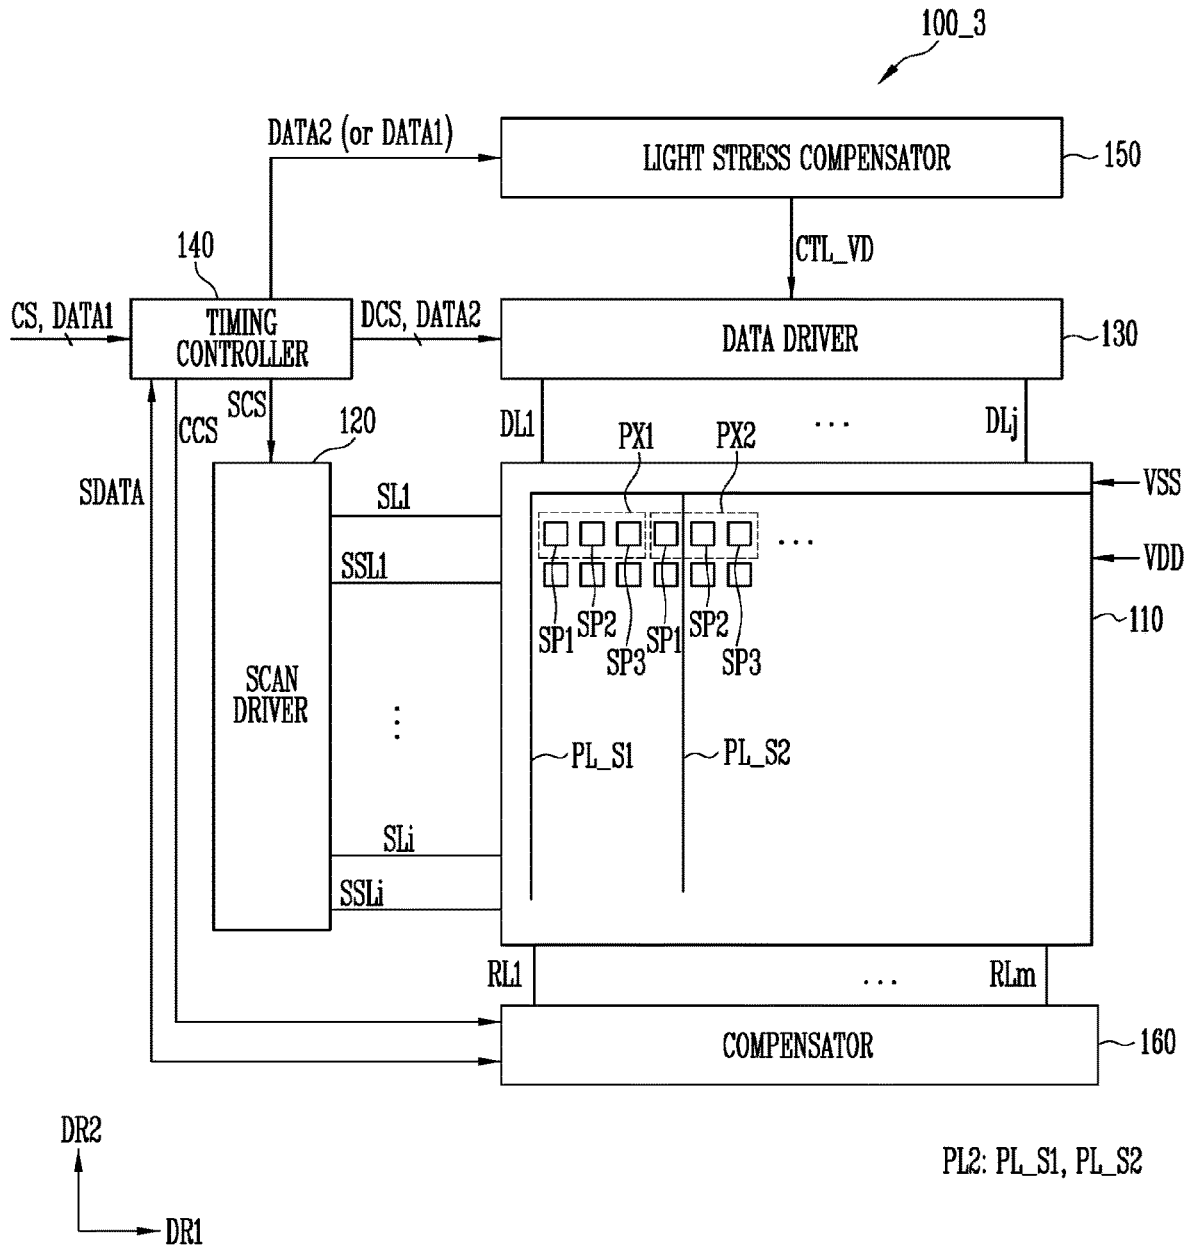 100_3
DATA2 (or DATA1)
LIGHT STRESS COMPENSATOR
150
140
CTL_VD
CS, DATA1
TIMING
CONTROLLER
DCS, DATA2
DATA DRIVER
130
SCS
CCS
120
DL1
PX1
PX2
...
DLj
SDATA
SL1
VSS
SSL1
...
VDD
SP1
SP2
SP3
SP1
SP2
SP3
110
SCAN
DRIVER
...
PL_S1
PL_S2
SLi
SSLi
RL1
...
RLm
COMPENSATOR
160
DR2
DR1
PL2: PL_S1, PL_S2